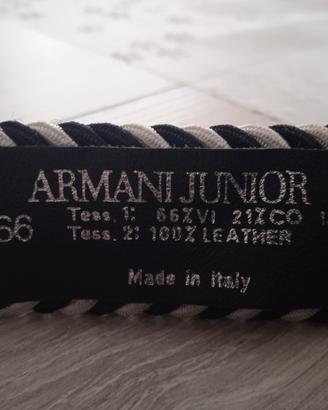 ARMANI JUNIOR
66
Tess. 1: 66%VI 21%CO
Tess. 2: 100% LEATHER
Made in Italy